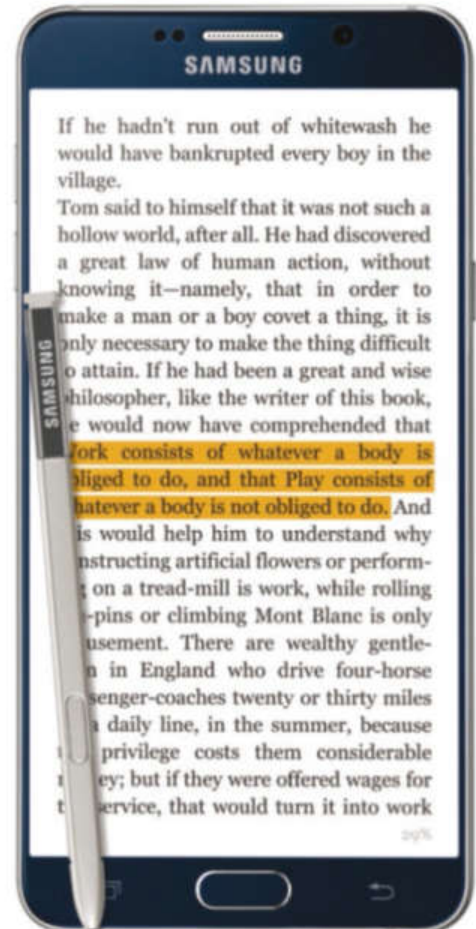 SAMSUNG
If he hadn't run out of whitewash he
would have bankrupted every boy in the
village.
Tom said to himself that it was not such a
hollow world, after all. He had discovered
a great law of human action, without
knowing it—namely, that in order to
make a man or a boy covet a thing, it is
only necessary to make the thing difficult
to attain. If he had been a great and wise
philosopher, like the writer of this book,
he would now have comprehended that
Work consists of whatever a body is
obliged to do, and that Play consists of
whatever a body is not obliged to do. And
this would help him to understand why
constructing artificial flowers or perform-
on a tread-mill is work, while rolling
-pins or climbing Mont Blanc is only
amusement. There are wealthy gentle-
in England who drive four-horse
passenger-coaches twenty or thirty miles
a daily line, in the summer, because
privilege costs them considerable
money; but if they were offered wages for
service, that would turn it into work
29%
SAMSUNG